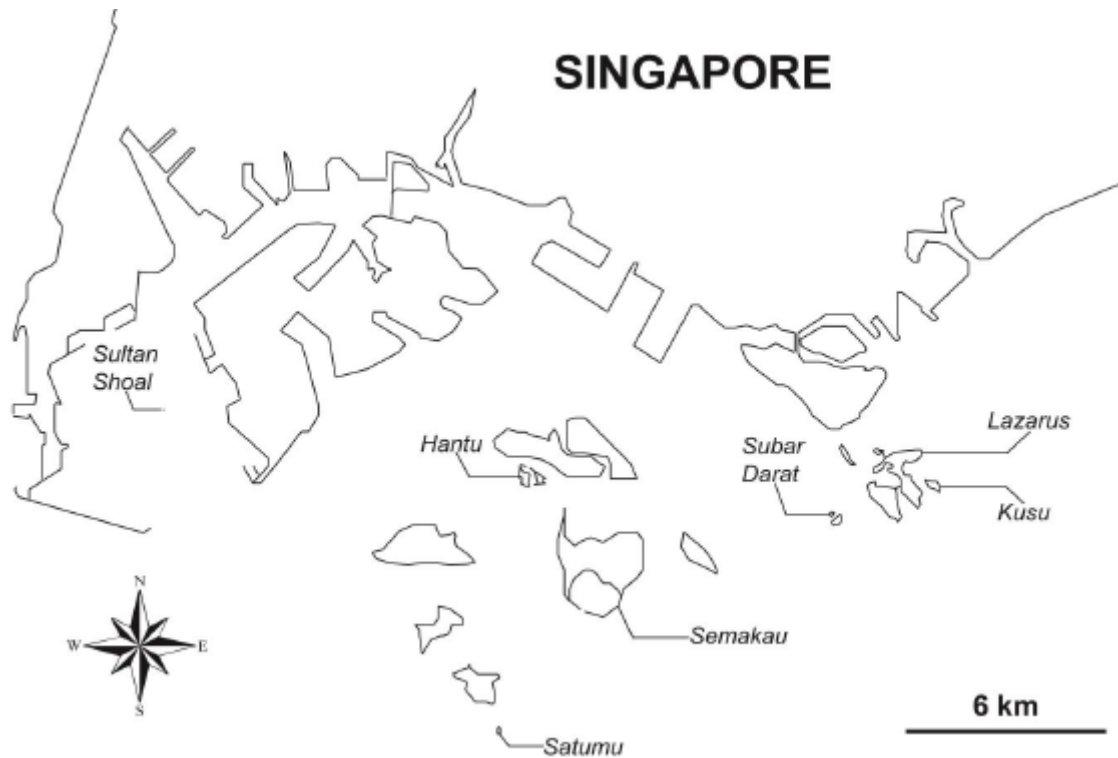 SINGAPORE
Sultan
Shoal
Hantu
Subar
Darat
Lazarus
Kusu
Semakau
Satumu
N
W
E
S
6 km